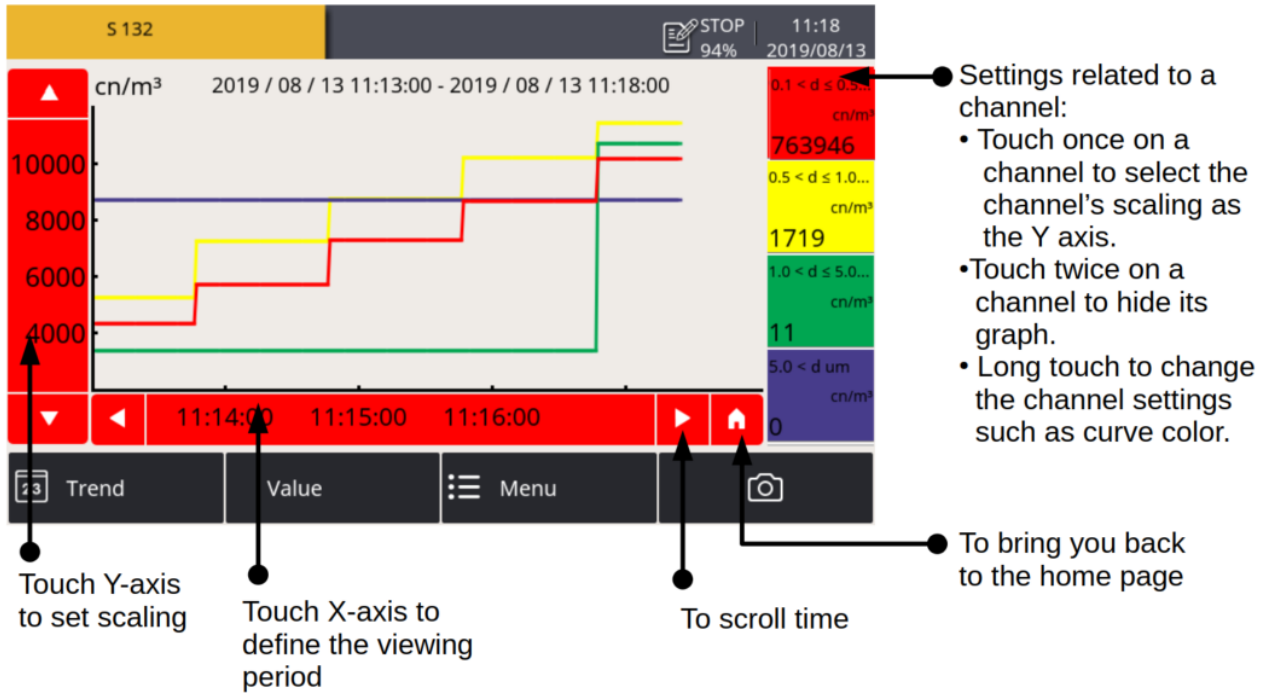 S 132
STOP
94%
11:18
2019/08/13
cn/m³
2019 / 08 / 13 11:13:00 - 2019 / 08 / 13 11:18:00
10000
8000
6000
4000
11:14:00 11:15:00 11:16:00
0.1 < d ≤ 0.5...
cn/m³
763946
0.5 < d ≤ 1.0...
cn/m³
1719
1.0 < d ≤ 5.0...
cn/m³
11
5.0 < d um
cn/m³
0
23 Trend
Value
Menu
Settings related to a
channel:
• Touch once on a
channel to select the
channel's scaling as
the Y axis.
•Touch twice on a
channel to hide its
graph.
• Long touch to change
the channel settings
such as curve color.
To bring you back
to the home page
Touch Y-axis
to set scaling
Touch X-axis to
define the viewing
period
To scroll time